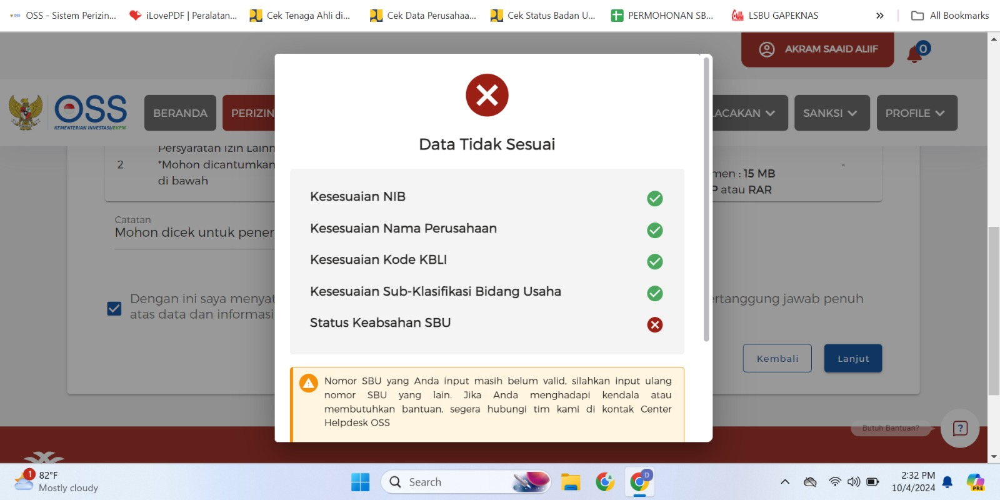 OSS - Sistem Perizin...
iLovePDF | Peralatan...
Cek Tenaga Ahli di...
Cek Data Perusahaa...
Cek Status Badan U...
PERMOHONAN SB...
LSBU GAPEKNAS
»
All Bookmarks
AKRAM SAAID ALIIF
0
OSS
KEMENTERIAN INVESTASI/BKPM
BERANDA
PERIZIN
LACAKAN
SANKSI
PROFILE
Persyaratan Izin Lainn
2
*Mohon dicantumkan
di bawah
men : 15 MB
P atau RAR
-
Catatan
Mohon dicek untuk pener
Dengan ini saya menyat
ertanggung jawab penuh
atas data dan informasi
Kembali
Lanjut
Data Tidak Sesuai
Kesesuaian NIB
Kesesuaian Nama Perusahaan
Kesesuaian Kode KBLI
Kesesuaian Sub-Klasifikasi Bidang Usaha
Status Keabsahan SBU
Nomor SBU yang Anda input masih belum valid, silahkan input ulang
nomor SBU yang lain. Jika Anda menghadapi kendala atau
membutuhkan bantuan, segera hubungi tim kami di kontak Center
Helpdesk OSS
Butuh Bantuan?
1
82°F
Mostly cloudy
Search
D
2:32 PM
10/4/2024
PRE